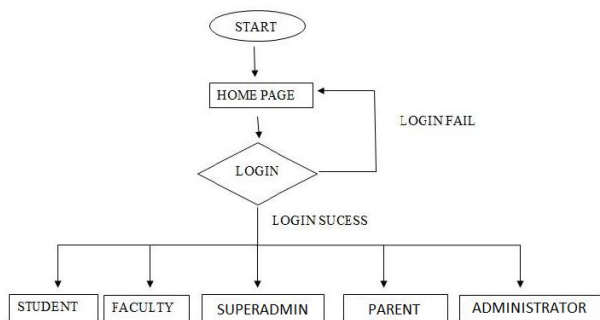 START
HOME PAGE
LOGIN FAIL
LOGIN
LOGIN SUCESS
STUDENT
FACULTY
SUPERADMIN
PARENT
ADMINISTRATOR